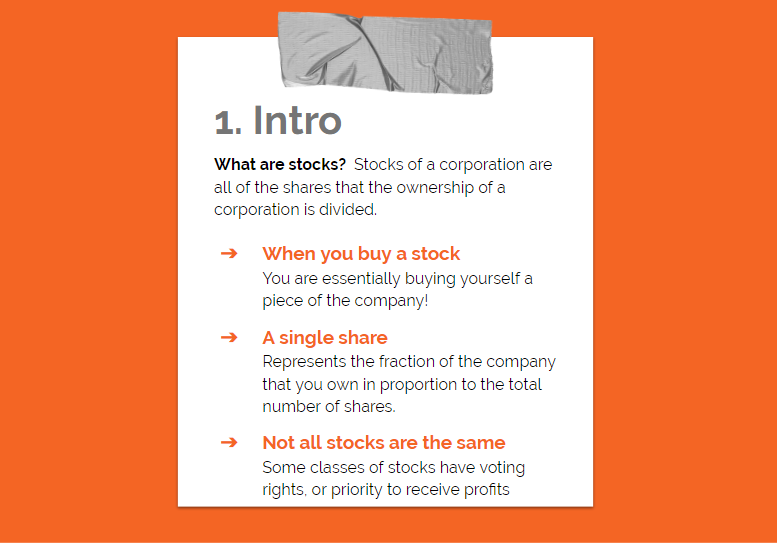 1. Intro
What are stocks? Stocks of a corporation are
all of the shares that the ownership of a
corporation is divided.
➔ When you buy a stock
You are essentially buying yourself a
piece of the company!
➔ A single share
Represents the fraction of the company
that you own in proportion to the total
number of shares.
➔ Not all stocks are the same
Some classes of stocks have voting
rights, or priority to receive profits